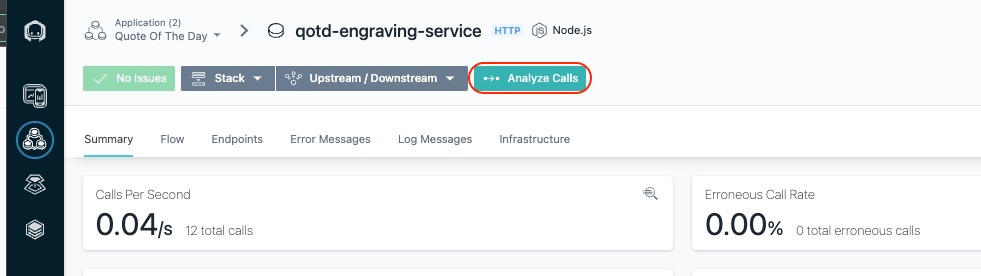 Application (2)
Quote Of The Day
qotd-engraving-service HTTP Node.js
No Issues Stack Upstream / Downstream Analyze Calls
Summary Flow Endpoints Error Messages Log Messages Infrastructure
Calls Per Second
0.04/s 12 total calls
Erroneous Call Rate
0.00% 0 total erroneous calls